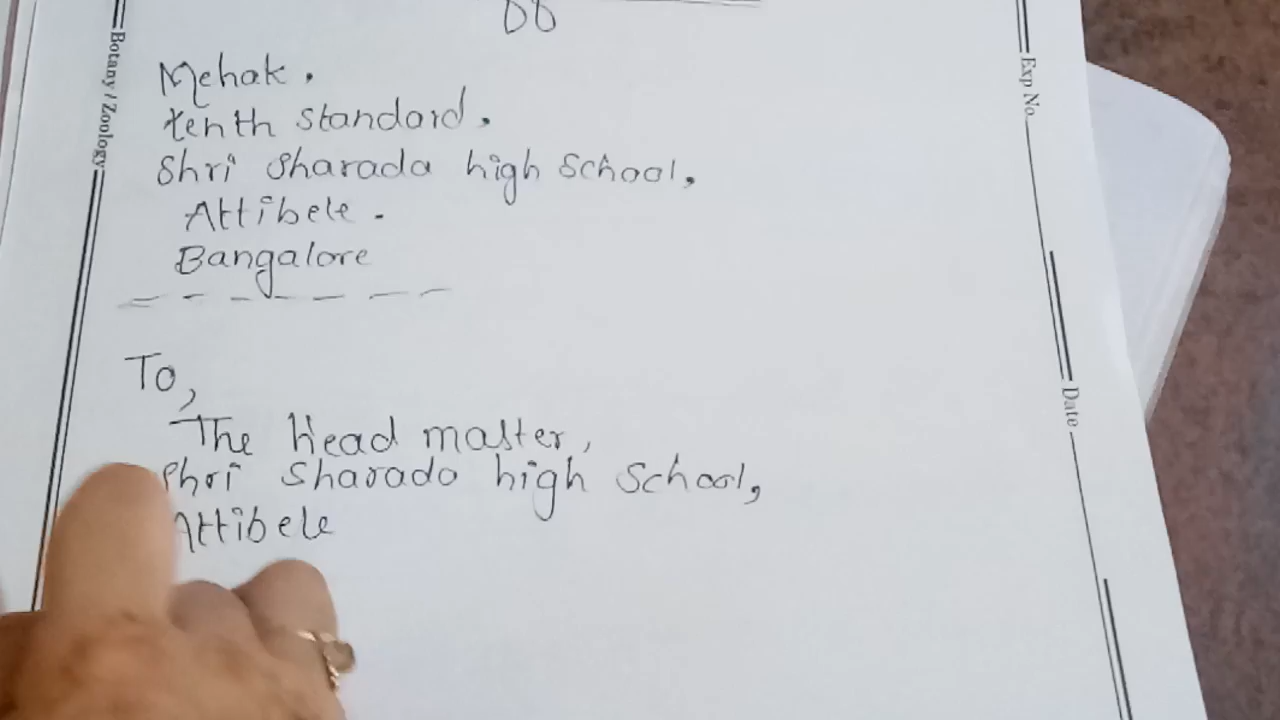 Mehak.
tenth standard.
Shri Sharada high School,
Attibele.
Bangalore
To,
The Head master,
Shri Sharada high School,
Attibele
Botany / Zoology
Exp No.
Date